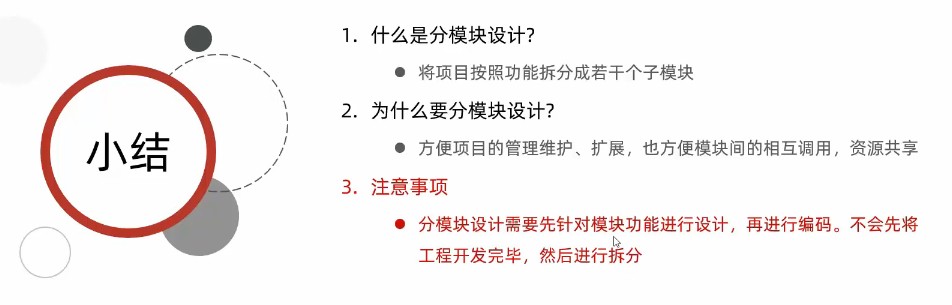 小结
1. 什么是分模块设计?
将项目按照功能拆分成若干个子模块
2. 为什么要分模块设计?
方便项目的管理维护、扩展，也方便模块间的相互调用，资源共享
3. 注意事项
分模块设计需要先针对模块功能进行设计，再进行编码。不会先将
工程开发完毕，然后进行拆分